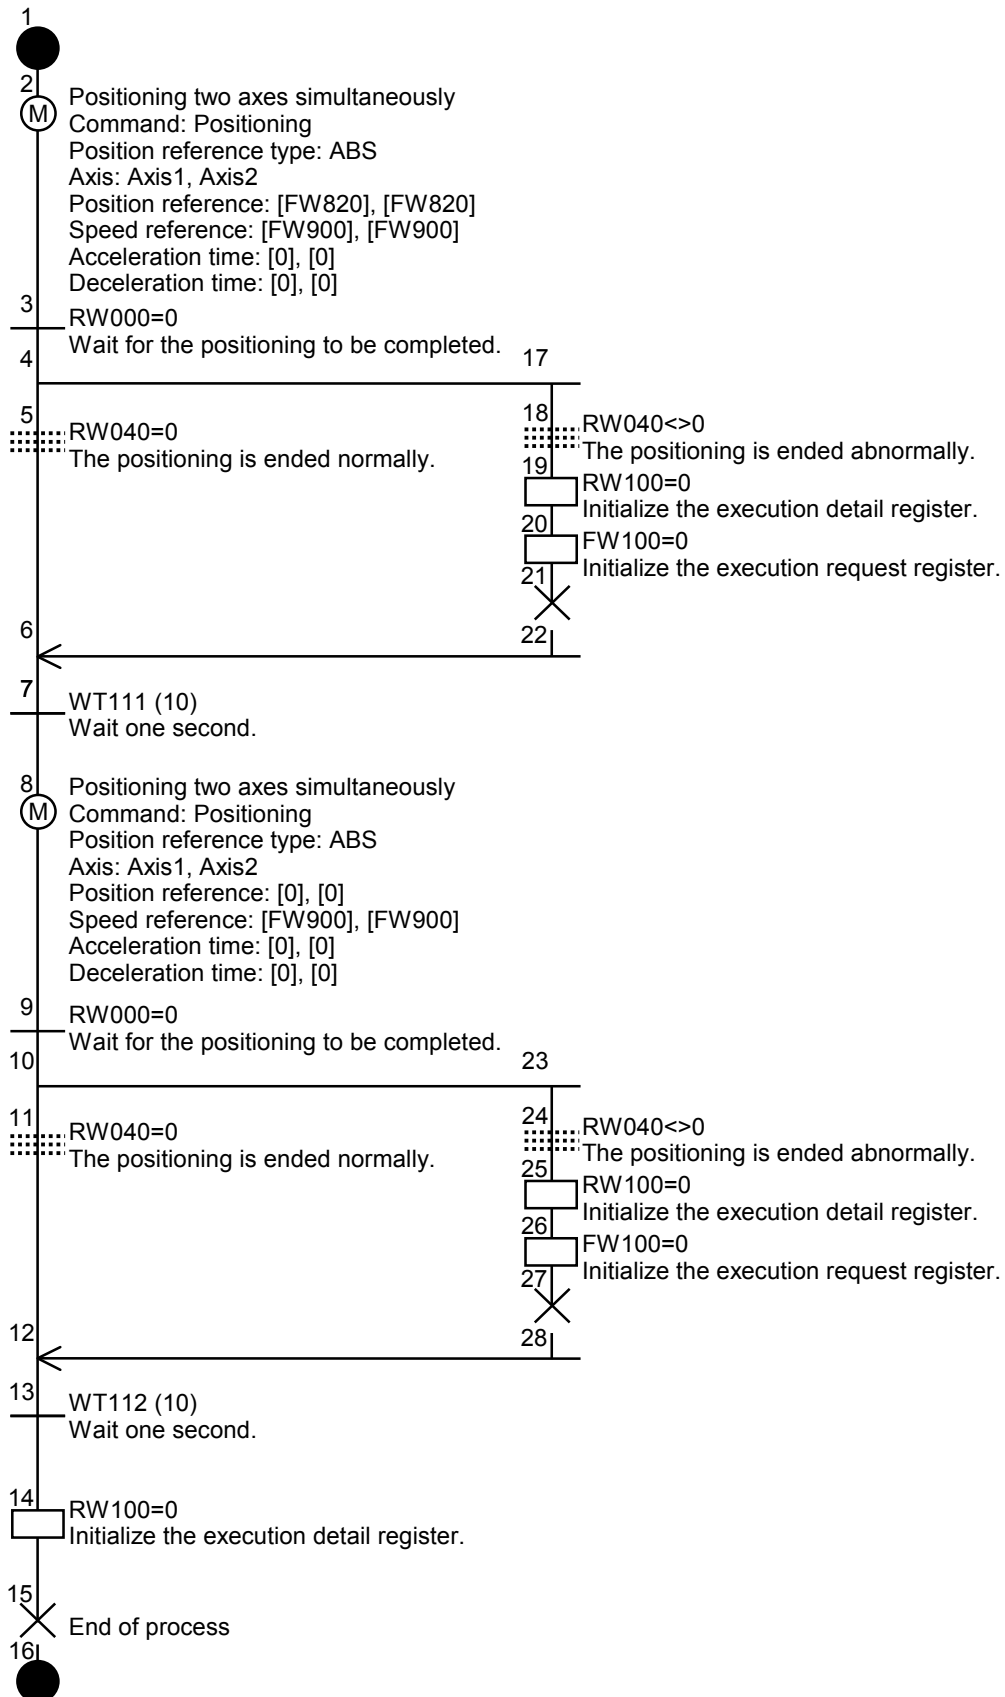 1
2
M
Positioning two axes simultaneously
Command: Positioning
Position reference type: ABS
Axis: Axis1, Axis2
Position reference: [FW820], [FW820]
Speed reference: [FW900], [FW900]
Acceleration time: [0], [0]
Deceleration time: [0], [0]
3
RW000=0
Wait for the positioning to be completed.
4
17
5
RW040=0
The positioning is ended normally.
18
RW040<>0
The positioning is ended abnormally.
19
RW100=0
Initialize the execution detail register.
20
FW100=0
Initialize the execution request register.
21
6
22
7
WT111 (10)
Wait one second.
8
M
Positioning two axes simultaneously
Command: Positioning
Position reference type: ABS
Axis: Axis1, Axis2
Position reference: [0], [0]
Speed reference: [FW900], [FW900]
Acceleration time: [0], [0]
Deceleration time: [0], [0]
9
RW000=0
Wait for the positioning to be completed.
10
23
11
RW040=0
The positioning is ended normally.
24
RW040<>0
The positioning is ended abnormally.
25
RW100=0
Initialize the execution detail register.
26
FW100=0
Initialize the execution request register.
27
12
28
13
WT112 (10)
Wait one second.
14
RW100=0
Initialize the execution detail register.
15
End of process
16